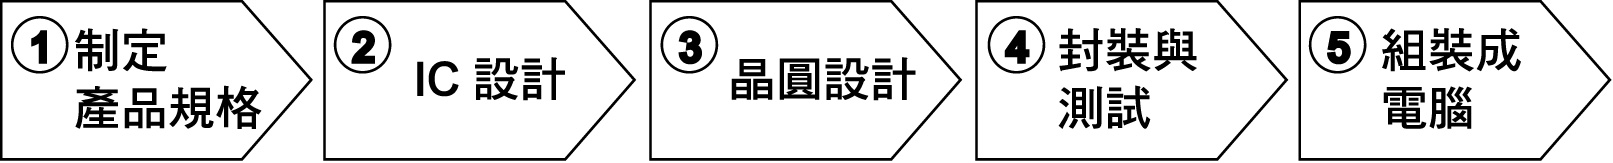 ① 制定
產品規格
② IC 設計
③ 晶圓設計
④ 封裝與
測試
⑤ 組裝成
電腦